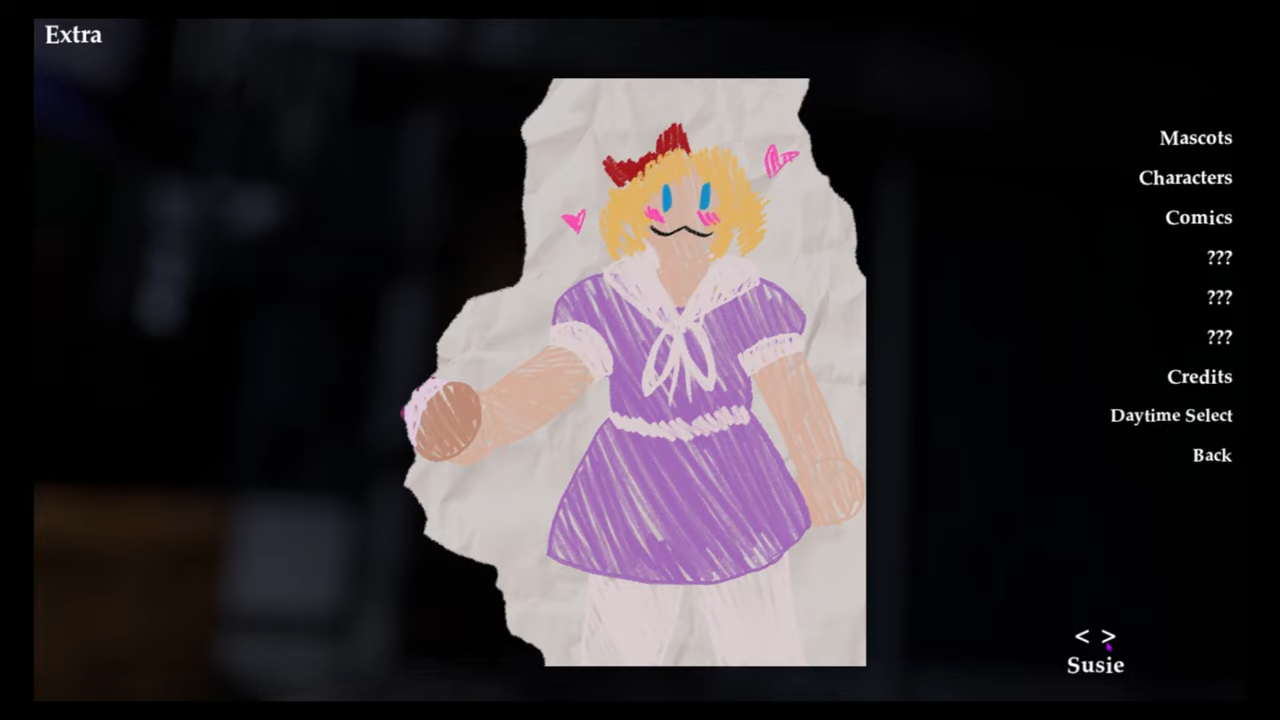 Extra
Mascots
Characters
Comics
???
???
???
Credits
Daytime Select
Back
< >
Susie